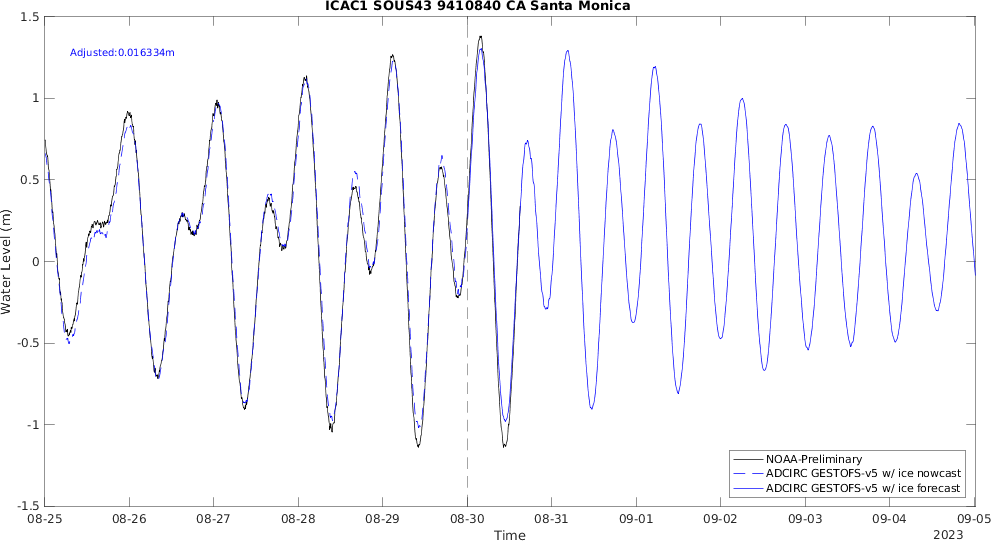 ICAC1 SOUS43 9410840 CA Santa Monica
Adjusted:0.016334m
Water Level (m)
1.5
1
0.5
0
-0.5
-1
-1.5
NOAA-Preliminary
ADCIRC GESTOFS-v5 w/ ice nowcast
ADCIRC GESTOFS-v5 w/ ice forecast
08-25 08-26 08-27 08-28 08-29 08-30 08-31 09-01 09-02 09-03 09-04 09-05
Time
2023